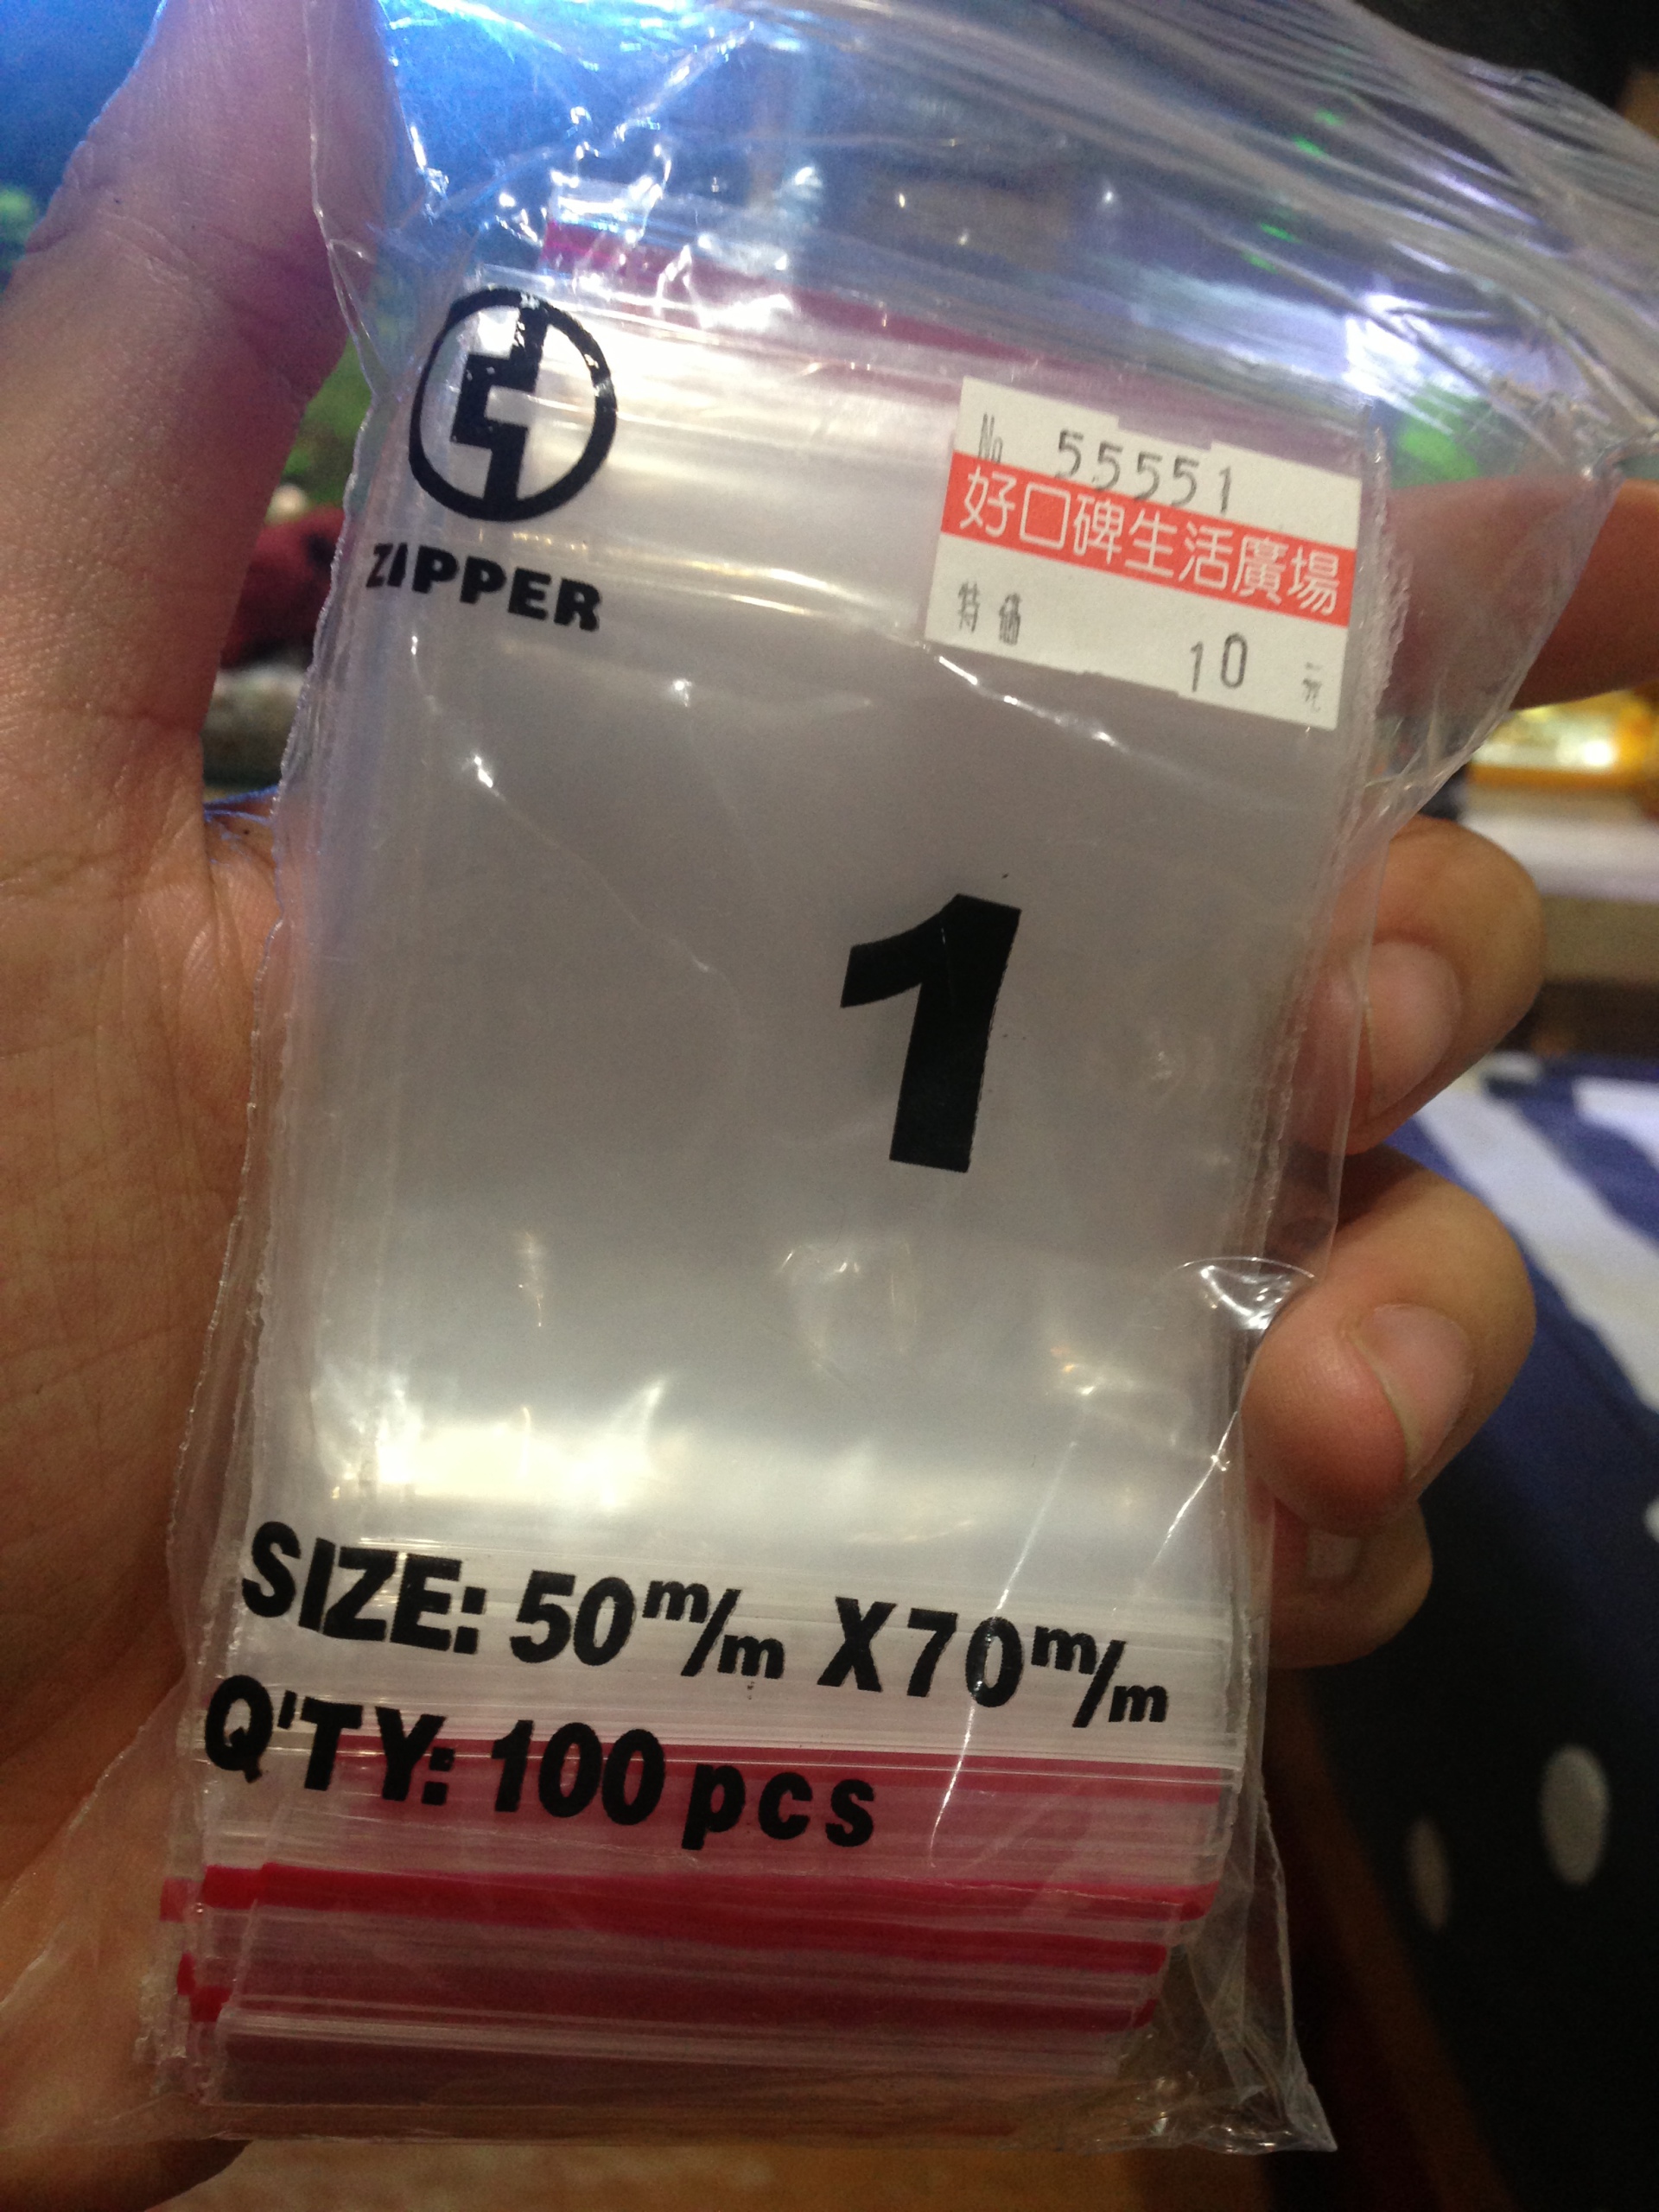 ZIPPER
No 55551
好口碑生活廣場
特價 10 元
1
SIZE: 50m/m X70m/m
Q'TY: 100 pcs